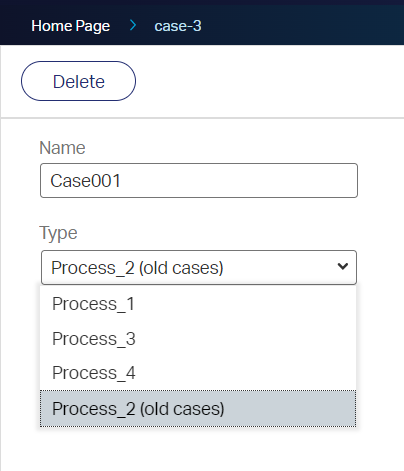 Home Page > case-3
Delete
Name
Case001
Type
Process_2 (old cases)
Process_1
Process_3
Process_4
Process_2 (old cases)